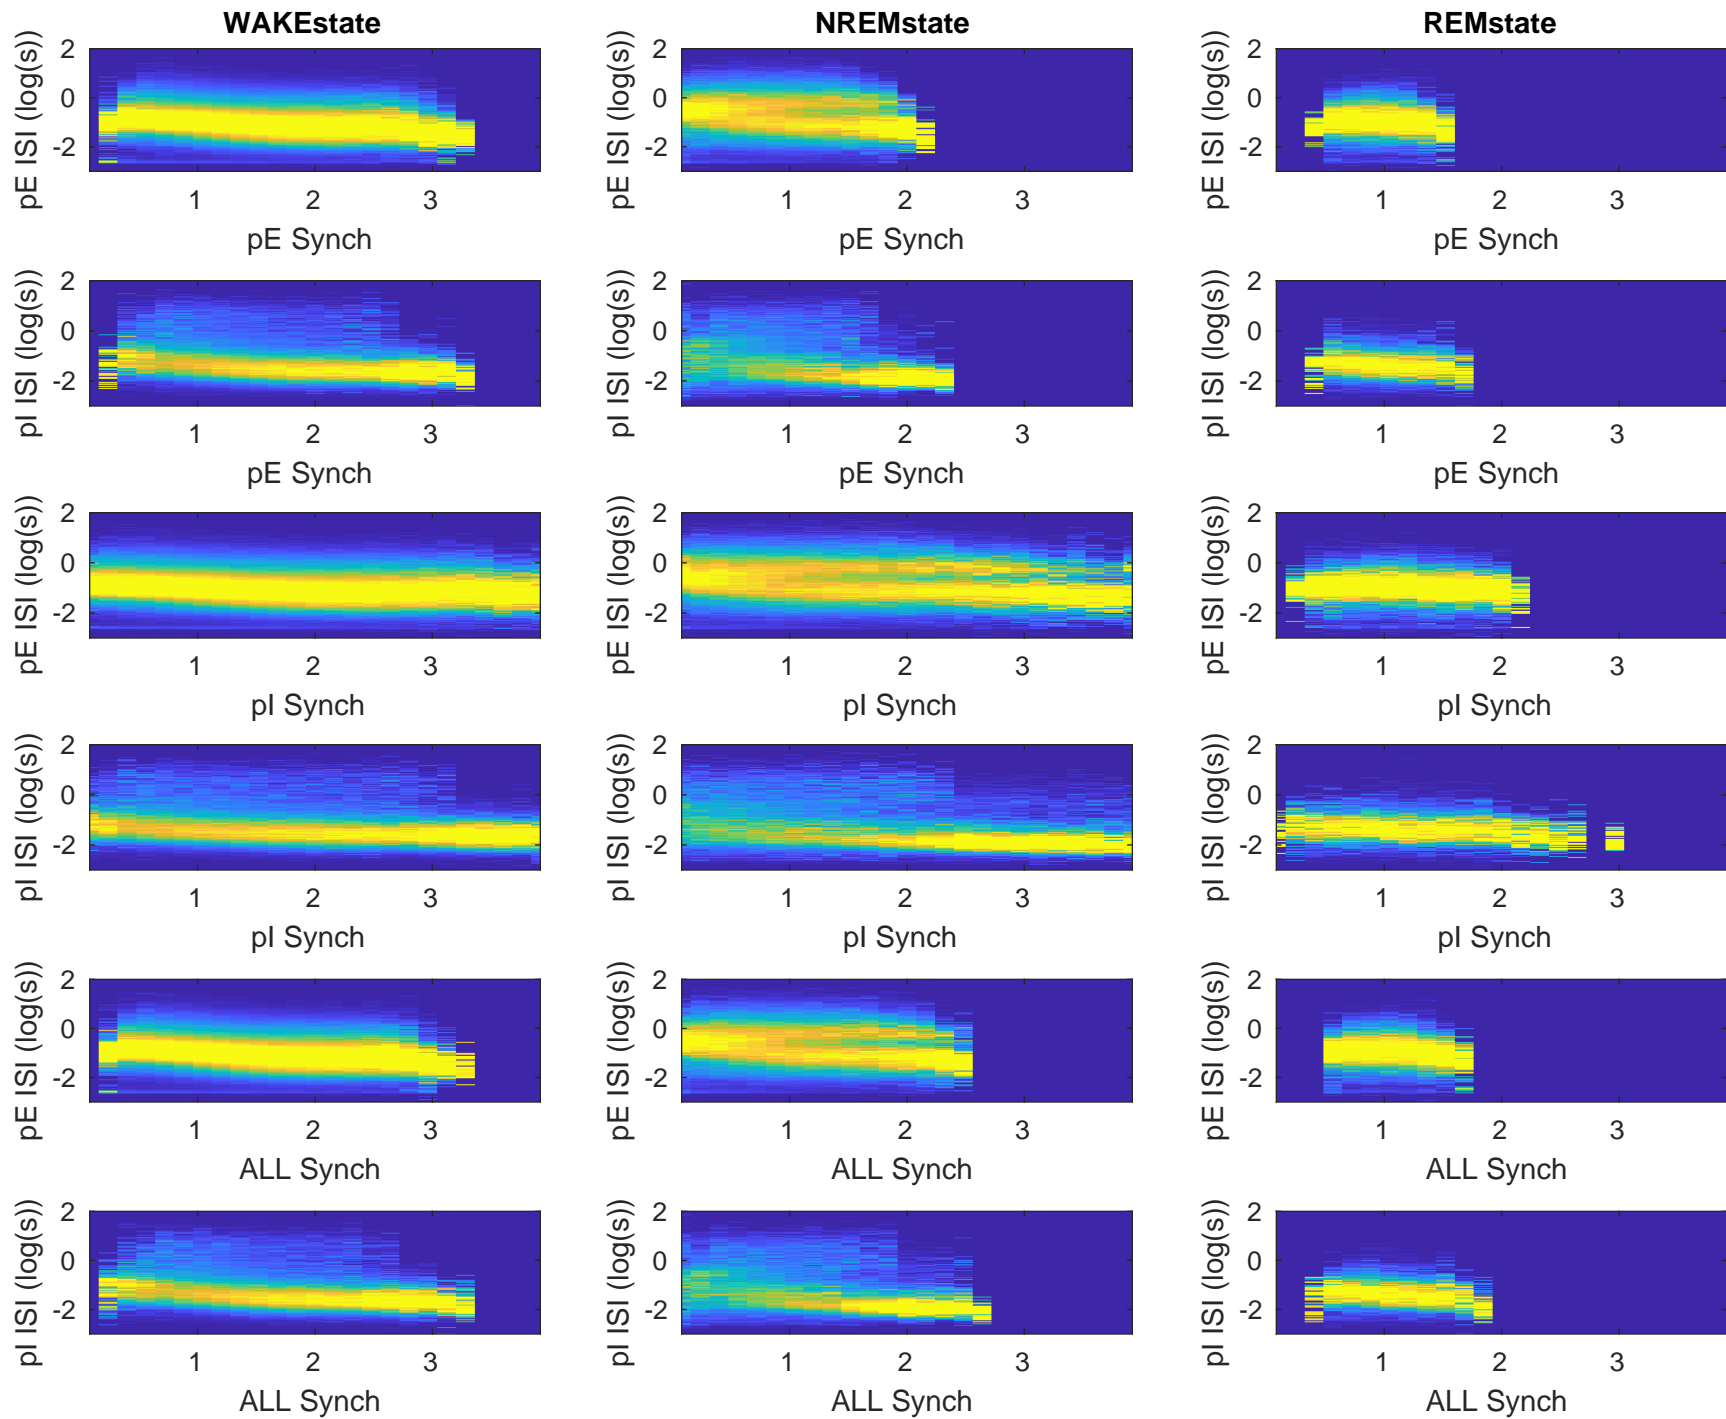 WAKEstate NREMstate REMstate
pE ISI (log(s)) 2 0 -2 pE ISI (log(s)) 2 0 -2 pE ISI (log(s)) 2 0 -2
1 2 3 1 2 3 1 2 3
pE Synch pE Synch pE Synch
pI ISI (log(s)) 2 0 -2 pI ISI (log(s)) 2 0 -2 pI ISI (log(s)) 2 0 -2
1 2 3 1 2 3 1 2 3
pE Synch pE Synch pE Synch
pE ISI (log(s)) 2 0 -2 pE ISI (log(s)) 2 0 -2 pE ISI (log(s)) 2 0 -2
1 2 3 1 2 3 1 2 3
pI Synch pI Synch pI Synch
pI ISI (log(s)) 2 0 -2 pI ISI (log(s)) 2 0 -2 pI ISI (log(s)) 2 0 -2
1 2 3 1 2 3 1 2 3
pI Synch pI Synch pI Synch
pE ISI (log(s)) 2 0 -2 pE ISI (log(s)) 2 0 -2 pE ISI (log(s)) 2 0 -2
1 2 3 1 2 3 1 2 3
ALL Synch ALL Synch ALL Synch
pI ISI (log(s)) 2 0 -2 pI ISI (log(s)) 2 0 -2 pI ISI (log(s)) 2 0 -2
1 2 3 1 2 3 1 2 3
ALL Synch ALL Synch ALL Synch